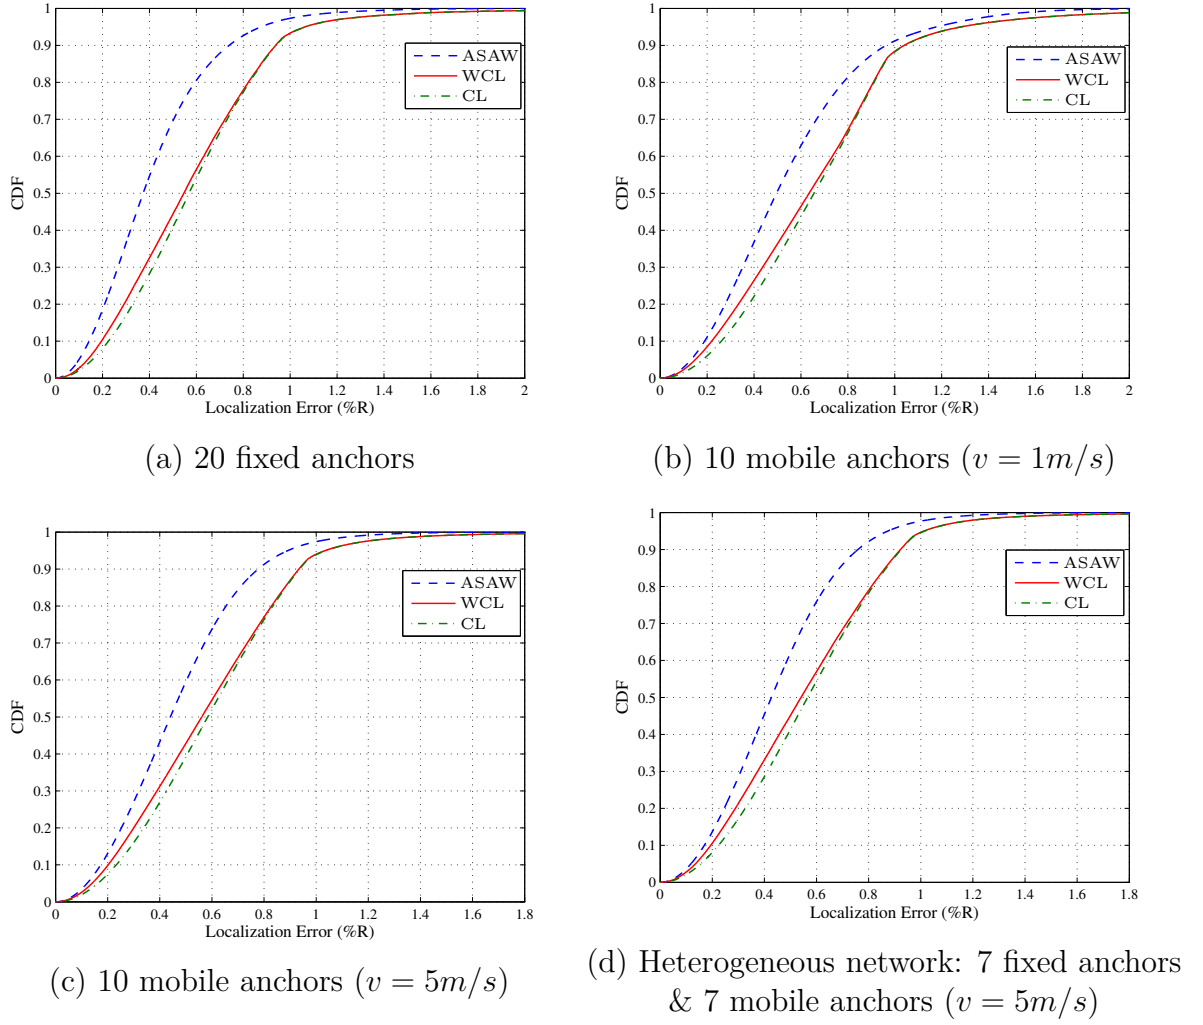 1
0.9
0.8
0.7
0.6
0.5
0.4
0.3
0.2
0.1
0
CDF
ASAW
WCL
CL
0 0.2 0.4 0.6 0.8 1 1.2 1.4 1.6 1.8 2
Localization Error (%R)
(a) 20 fixed anchors
1
0.9
0.8
0.7
0.6
0.5
0.4
0.3
0.2
0.1
0
CDF
ASAW
WCL
CL
0 0.2 0.4 0.6 0.8 1 1.2 1.4 1.6 1.8 2
Localization Error (%R)
(b) 10 mobile anchors (v = 1m/s)
1
0.9
0.8
0.7
0.6
0.5
0.4
0.3
0.2
0.1
0
CDF
ASAW
WCL
CL
0 0.2 0.4 0.6 0.8 1 1.2 1.4 1.6 1.8
Localization Error (%R)
(c) 10 mobile anchors (v = 5m/s)
1
0.9
0.8
0.7
0.6
0.5
0.4
0.3
0.2
0.1
0
CDF
ASAW
WCL
CL
0 0.2 0.4 0.6 0.8 1 1.2 1.4 1.6 1.8
Localization Error (%R)
(d) Heterogeneous network: 7 fixed anchors
& 7 mobile anchors (v = 5m/s)